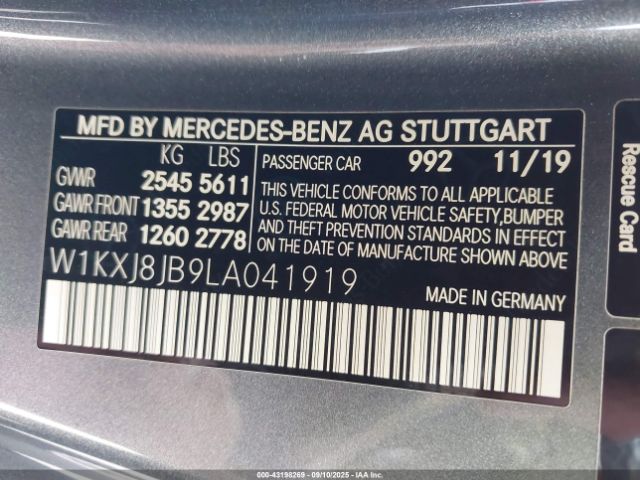 MFD BY MERCEDES-BENZ AG STUTTGART
KG LBS
GVWR 2545 5611
GAWR FRONT 1355 2987
GAWR REAR 1260 2778
PASSENGER CAR 992 11/19
THIS VEHICLE CONFORMS TO ALL APPLICABLE
U.S. FEDERAL MOTOR VEHICLE SAFETY,BUMPER
AND THEFT PREVENTION STANDARDS IN EFFECT
ON THE DATE OF MANUFACTURE SHOWN ABOVE.
W1KXJ8JB9LA041919
MADE IN GERMANY
Rescue Card
000-43198269 - 09/10/2025 - COPYRIGHT IAA, LLC.